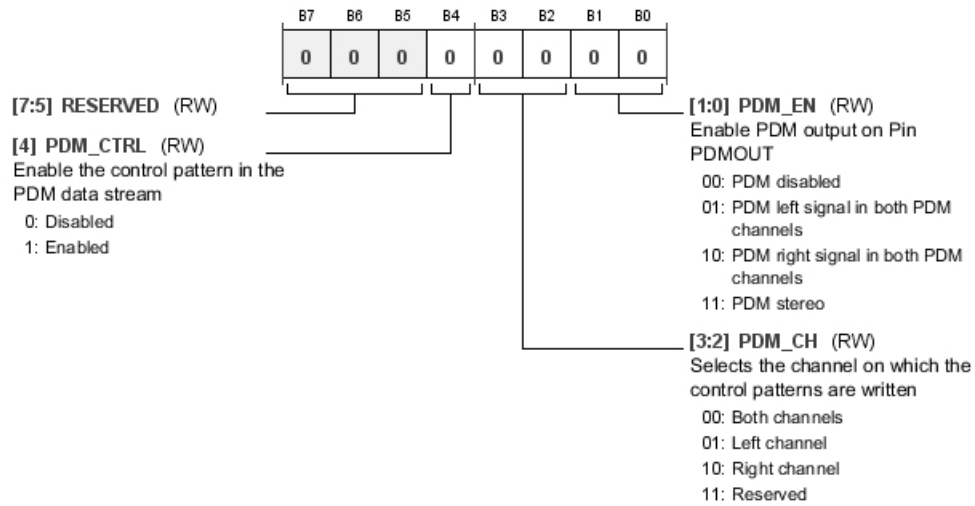 B7 B6 B5 B4 B3 B2 B1 B0
0 0 0 0 0 0 0 0
[7:5] RESERVED (RW)
[4] PDM_CTRL (RW)
Enable the control pattern in the
PDM data stream
0: Disabled
1: Enabled
[1:0] PDM_EN (RW)
Enable PDM output on Pin
PDMOUT
00: PDM disabled
01: PDM left signal in both PDM
channels
10: PDM right signal in both PDM
channels
11: PDM stereo
[3:2] PDM_CH (RW)
Selects the channel on which the
control patterns are written
00: Both channels
01: Left channel
10: Right channel
11: Reserved